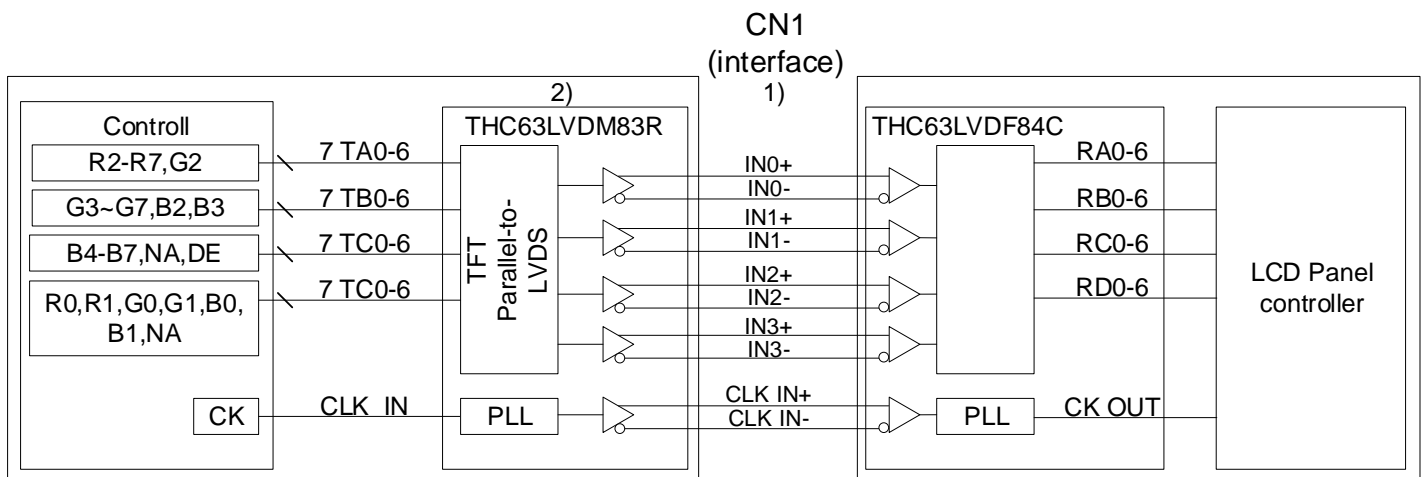 CN1
(interface)
1)
2)
Controll
R2-R7,G2
G3~G7,B2,B3
B4-B7,NA,DE
R0,R1,G0,G1,B0,
B1,NA
CK
7 TA0-6
7 TB0-6
7 TC0-6
7 TC0-6
CLK IN
THC63LVDM83R
TFT
Parallel-to-
LVDS
PLL
IN0+
IN0-
IN1+
IN1-
IN2+
IN2-
IN3+
IN3-
CLK IN+
CLK IN-
THC63LVDF84C
PLL
RA0-6
RB0-6
RC0-6
RD0-6
CK OUT
LCD Panel
controller